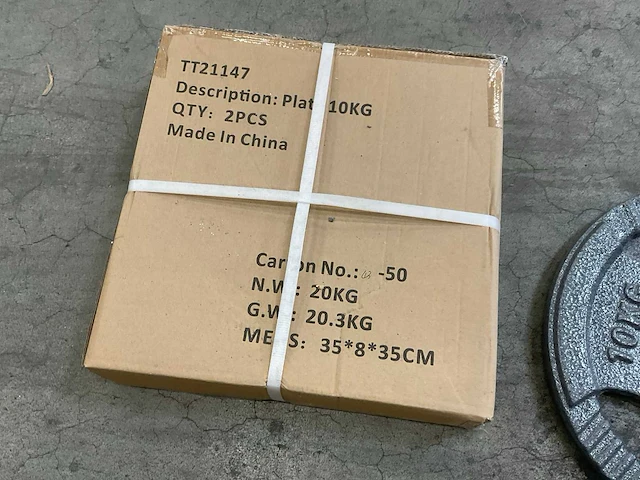 TT21147
Description: Plat 10KG
QTY: 2PCS
Made In China
Carton No.: -50
N.W: 20KG
G.W: 20.3KG
MEAS: 35*8*35CM
10KG